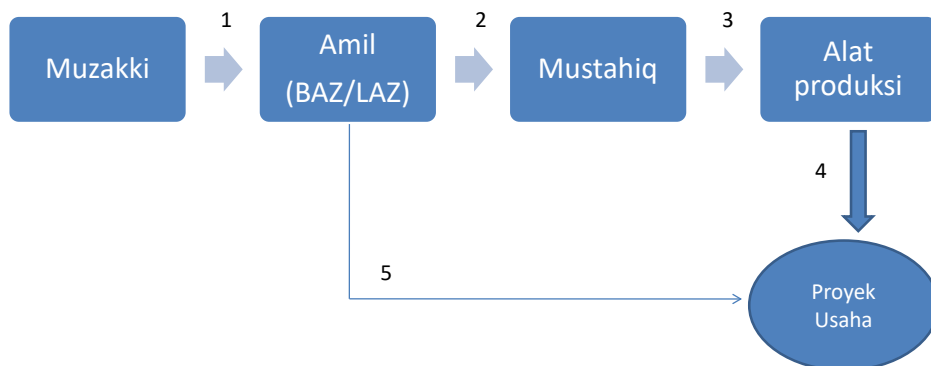 1
2
3
Muzakki
Amil
(BAZ/LAZ)
Mustahiq
Alat
produksi
4
5
Proyek
Usaha